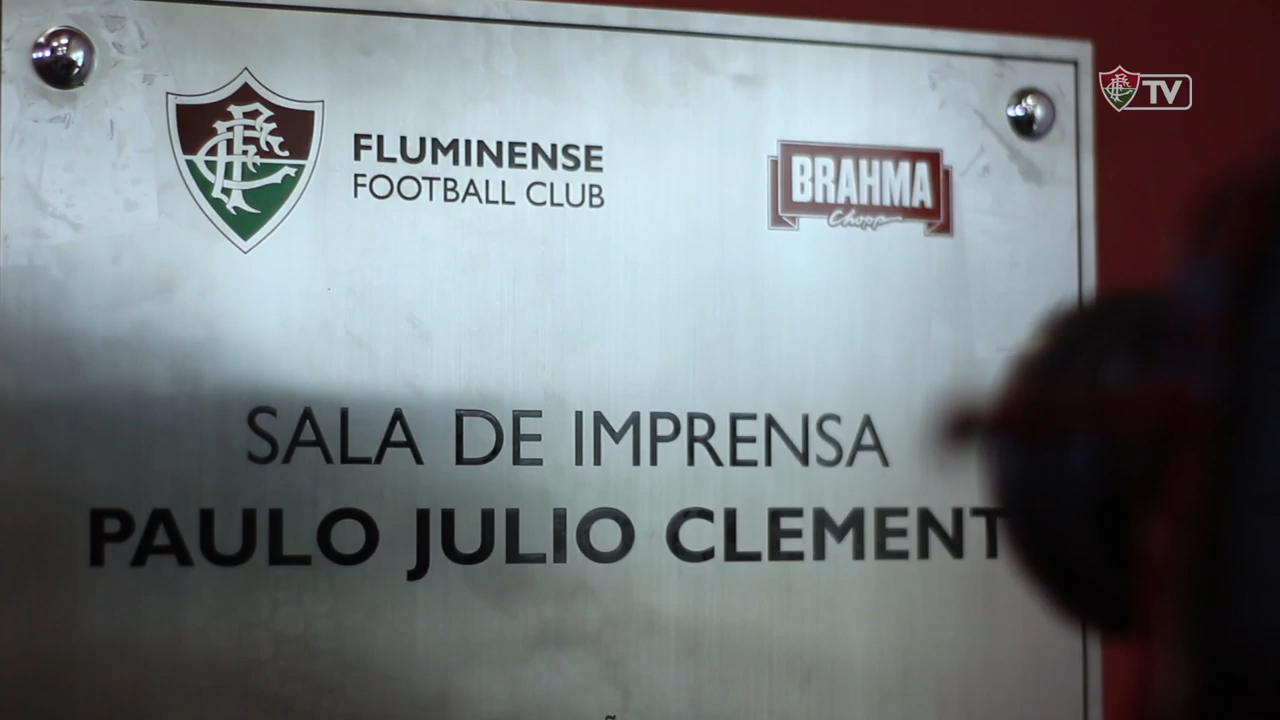 TV
FLUMINENSE
FOOTBALL CLUB
BRAHMA
Chopp
SALA DE IMPRENSA
PAULO JULIO CLEMENT